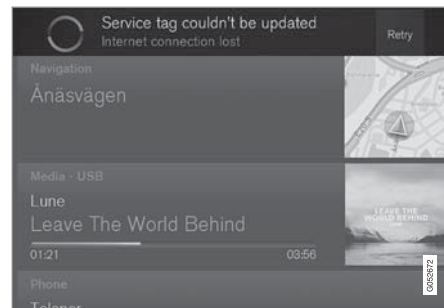 Service tag couldn't be updated
Internet connection lost
Retry
Navigation
Ånäsvägen
Media - USB
Lune
Leave The World Behind
01:21
03:56
LEAVE THE
WORLD BEHIND
Phone
G052672